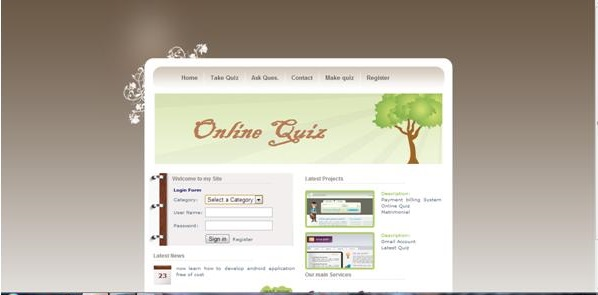 Home Take Quiz Ask Ques. Contact Make quiz Register
Online Quiz
Welcome to my Site
Login Form
Category: Select a Category
User Name:
Password:
Sign in Register
Latest News
23 now learn how to develop android application
free of cost
Latest Projects
Description:
Payment billing System
Online Quiz
Matrimonial
Description:
Gmail Account
Latest Quiz
Our main Services